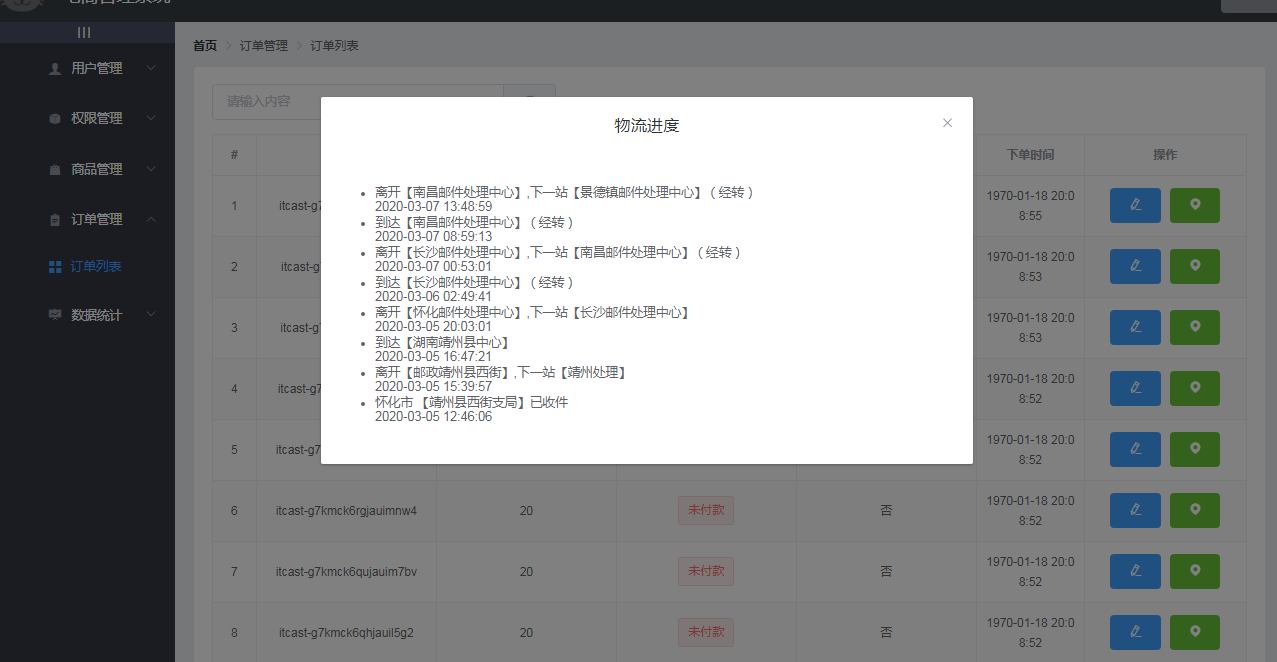 首页 > 订单管理 > 订单列表
用户管理
权限管理
商品管理
订单管理
订单列表
数据统计
请输入内容
物流进度
离开【南昌邮件处理中心】,下一站【景德镇邮件处理中心】（经转）
2020-03-07 13:48:59
到达【南昌邮件处理中心】（经转）
2020-03-07 08:59:13
离开【长沙邮件处理中心】,下一站【南昌邮件处理中心】（经转）
2020-03-07 00:53:01
到达【长沙邮件处理中心】（经转）
2020-03-06 02:49:41
离开【怀化邮件处理中心】,下一站【长沙邮件处理中心】
2020-03-05 20:03:01
到达【湖南靖州县中心】
2020-03-05 16:47:21
离开【邮政靖州县西街】,下一站【靖州处理】
2020-03-05 15:39:57
怀化市 【靖州县西街支局】已收件
2020-03-05 12:46:06
# 下单时间 操作
1 itcast-g7 1970-01-18 20:0
8:55
2 itcast-g 1970-01-18 20:0
8:53
3 itcast-g7 1970-01-18 20:0
8:53
4 itcast-g7 1970-01-18 20:0
8:52
5 itcast-g7 1970-01-18 20:0
8:52
6 itcast-g7kmck6rgjauimnw4 20 未付款 否 1970-01-18 20:0
8:52
7 itcast-g7kmck6qujauim7bv 20 未付款 否 1970-01-18 20:0
8:52
8 itcast-g7kmck6qhjauil5g2 20 未付款 否 1970-01-18 20:0
8:52